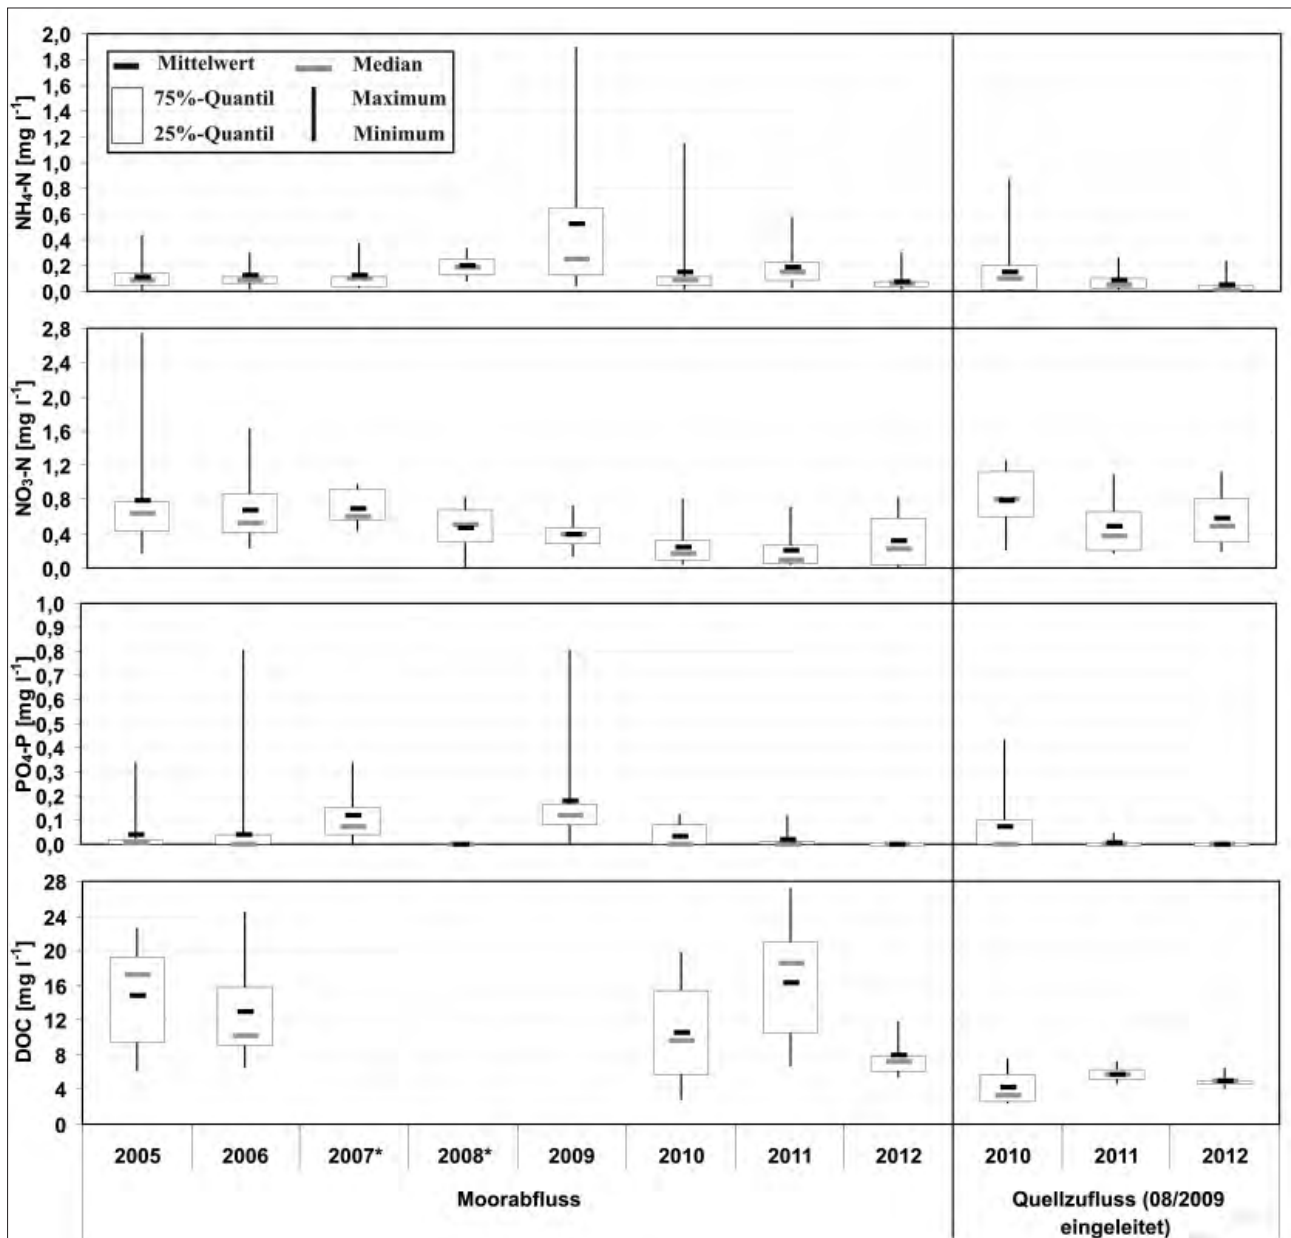 NH₄-N [mg l⁻¹]
2,0
1,8
1,6
1,4
1,2
1,0
0,8
0,6
0,4
0,2
0,0
Mittelwert
Median
75%-Quantil
Maximum
25%-Quantil
Minimum
NO₃-N [mg l⁻¹]
2,8
2,4
2,0
1,6
1,2
0,8
0,4
0,0
PO₄-P [mg l⁻¹]
1,0
0,9
0,8
0,7
0,6
0,5
0,4
0,3
0,2
0,1
0,0
DOC [mg l⁻¹]
28
24
20
16
12
8
4
0
2005 2006 2007* 2008* 2009 2010 2011 2012 2010 2011 2012
Moorabfluss
Quellzufluss (08/2009
eingeleitet)